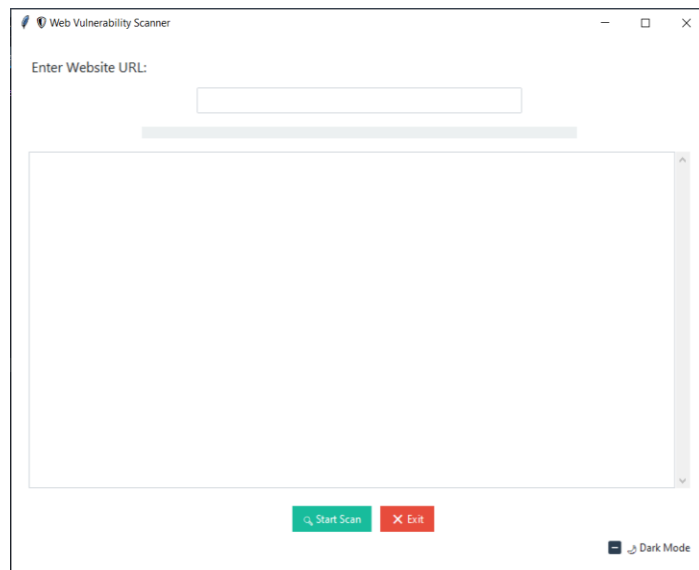 Web Vulnerability Scanner
Enter Website URL:
Start Scan
Exit
Dark Mode